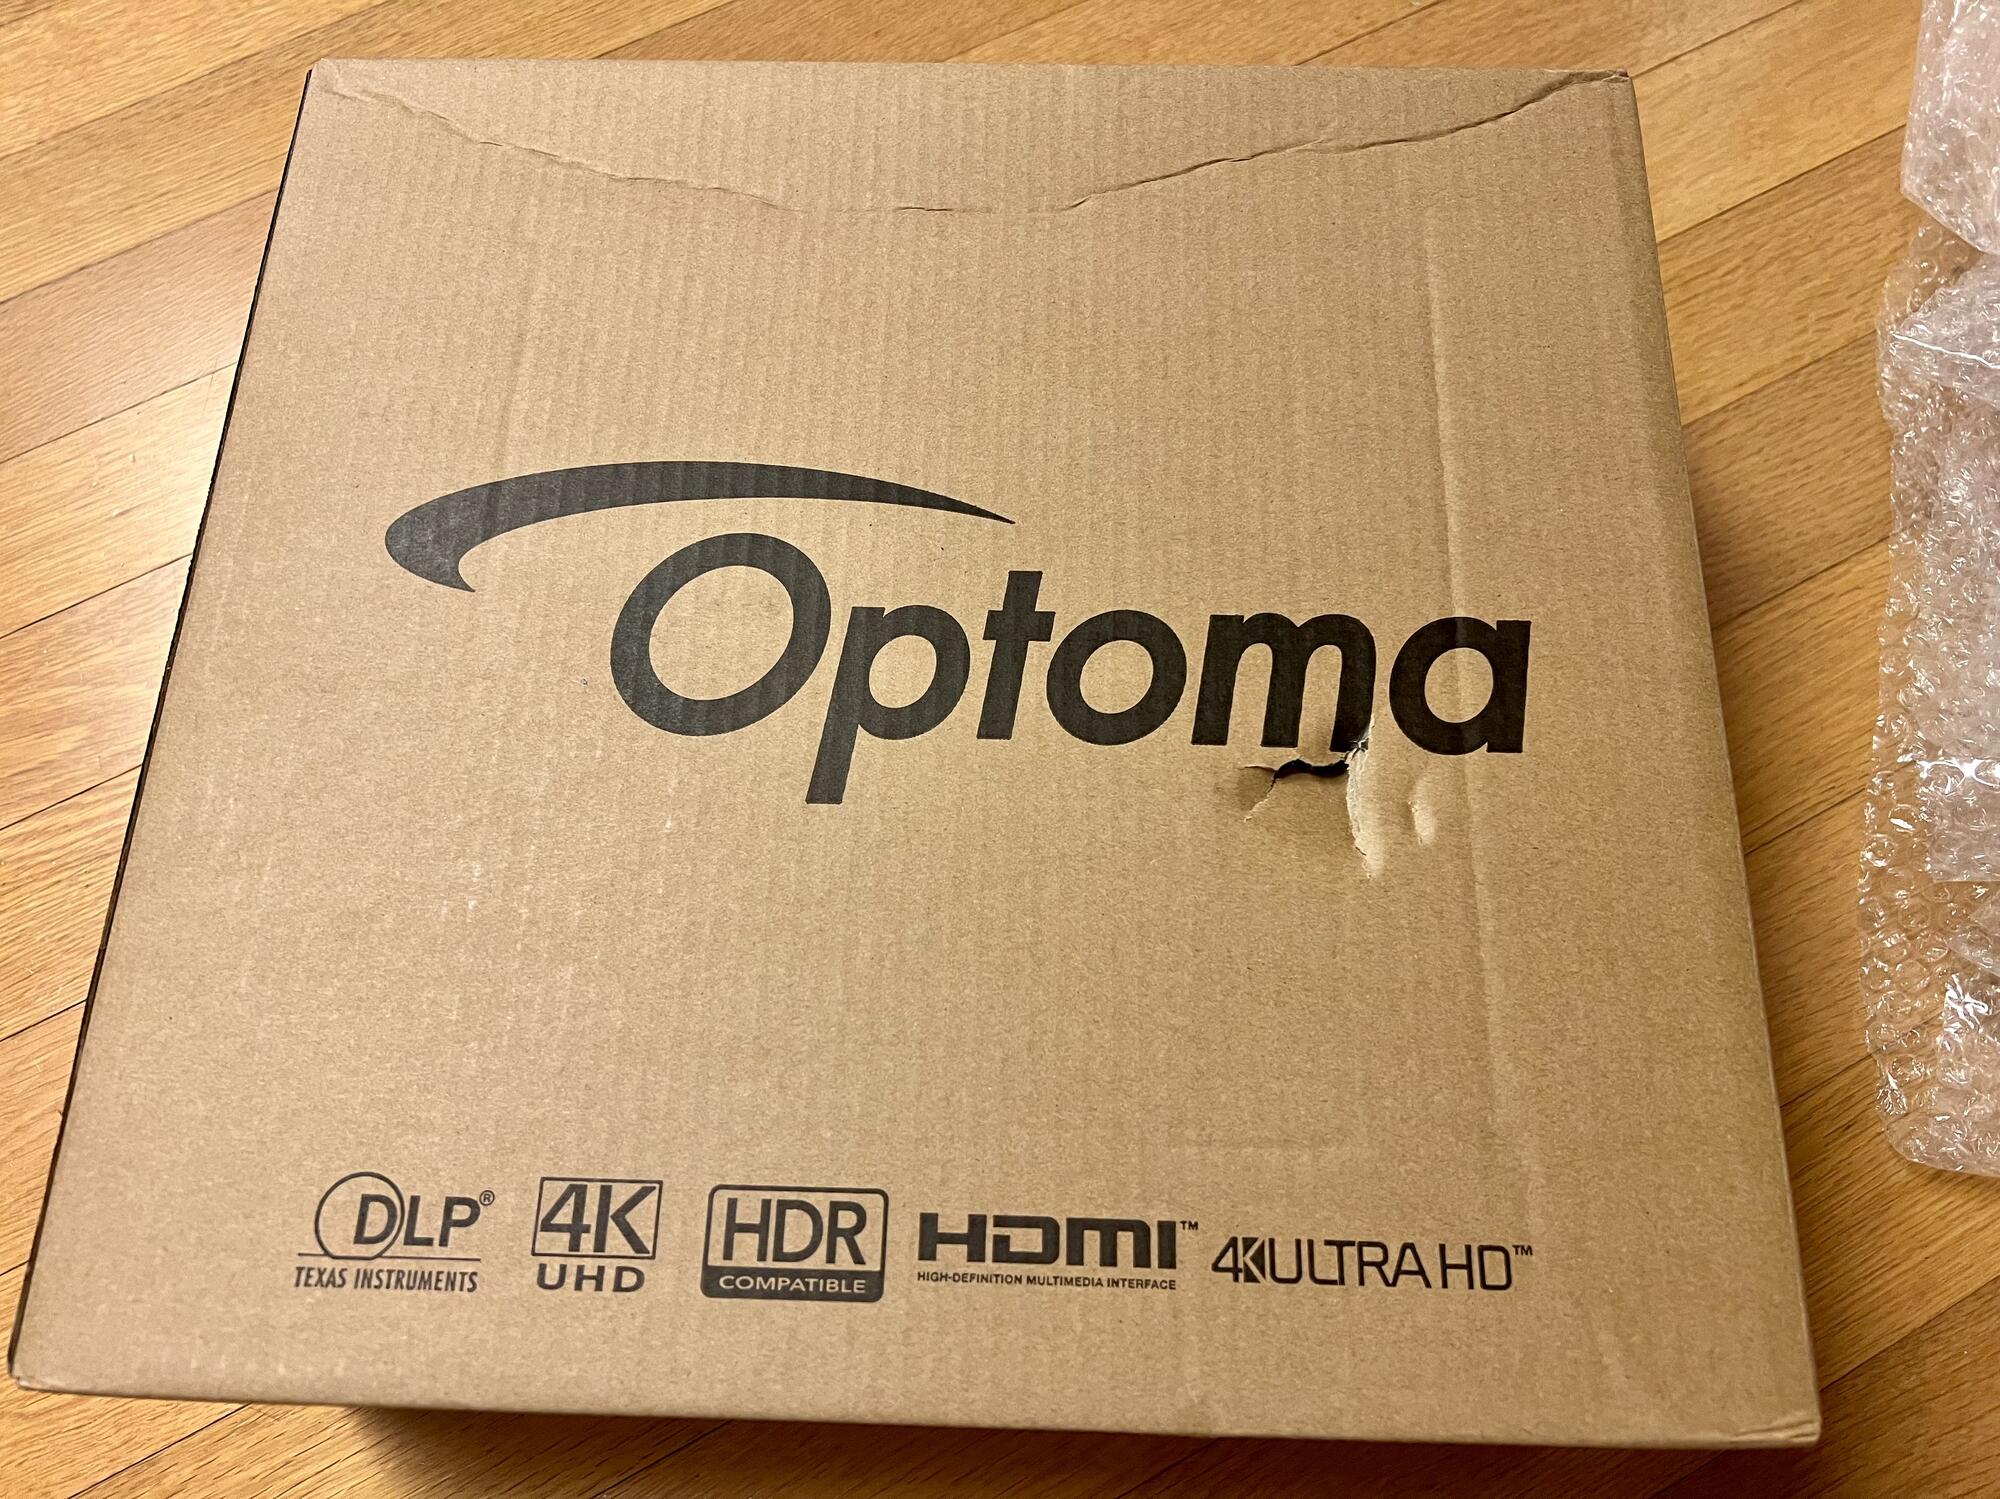 Optoma
DLP®
TEXAS INSTRUMENTS
4K
UHD
HDR
COMPATIBLE
HDMI™
HIGH-DEFINITION MULTIMEDIA INTERFACE
4K ULTRA HD™